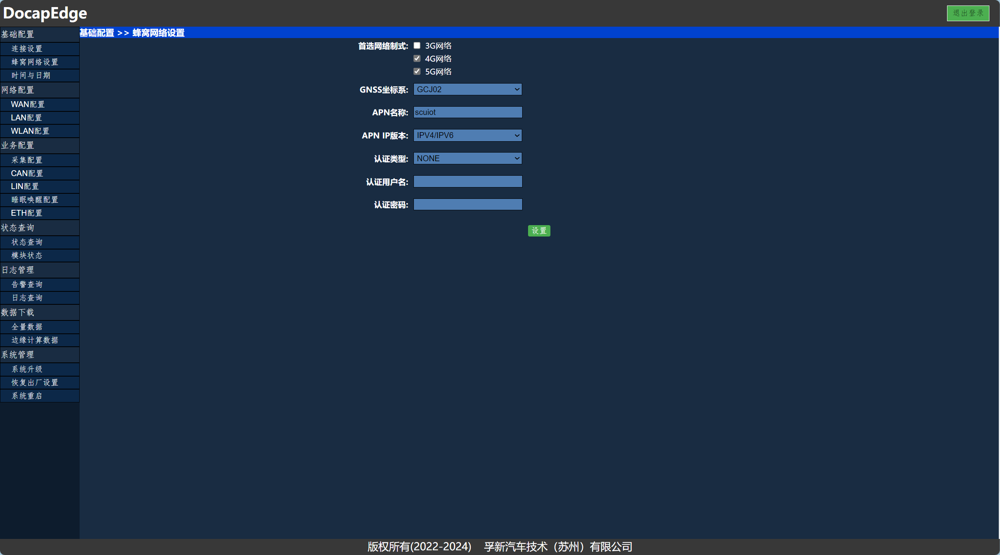 DocapEdge
退出登录
基础配置
连接设置
蜂窝网络设置
时间与日期
网络配置
WAN配置
LAN配置
WLAN配置
业务配置
采集配置
CAN配置
LIN配置
睡眠唤醒配置
ETH配置
状态查询
状态查询
模块状态
日志管理
告警查询
日志查询
数据下载
全量数据
边缘计算数据
系统管理
系统升级
恢复出厂设置
系统重启
基础配置 >> 蜂窝网络设置
首选网络制式: 3G网络
4G网络
5G网络
GNSS坐标系: GCJ02
APN名称: scuiot
APN IP版本: IPV4/IPV6
认证类型: NONE
认证用户名:
认证密码:
设置
版权所有(2022-2024) 孚新汽车技术（苏州）有限公司